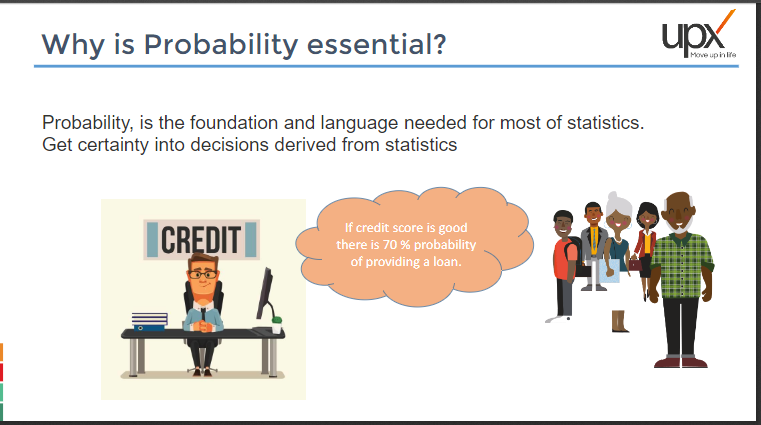 Why is Probability essential?
upx
Move up in life
Probability, is the foundation and language needed for most of statistics.
Get certainty into decisions derived from statistics
CREDIT
If credit score is good
there is 70 % probability
of providing a loan.